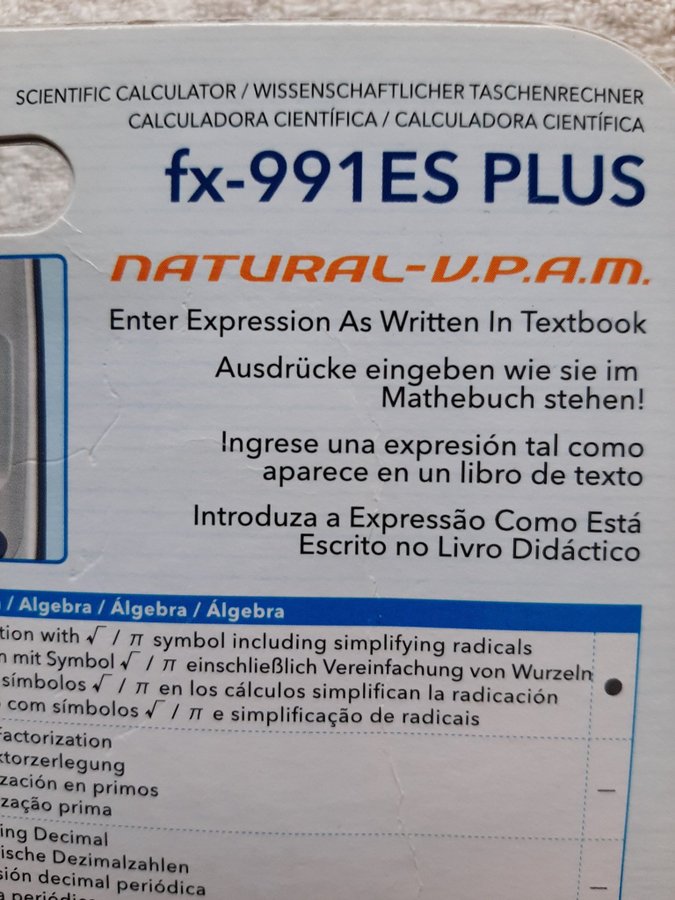 SCIENTIFIC CALCULATOR / WISSENSCHAFTLICHER TASCHENRECHNER
CALCULADORA CIENTÍFICA / CALCULADORA CIENTÍFICA
fx-991ES PLUS
NATURAL-V.P.A.M.
Enter Expression As Written In Textbook
Ausdrücke eingeben wie sie im
Mathebuch stehen!
Ingrese una expresión tal como
aparece en un libro de texto
Introduza a Expressão Como Está
Escrito no Livro Didáctico
/ Algebra / Álgebra / Álgebra
tion with √ / π symbol including simplifying radicals
mit Symbol √ / π einschließlich Vereinfachung von Wurzeln
símbolos √ / π en los cálculos simplifican la radicación
com símbolos √ / π e simplificação de radicais
actorization
ktorzerlegung
zación en primos
zação prima
ing Decimal
ische Dezimalzahlen
sión decimal periódica